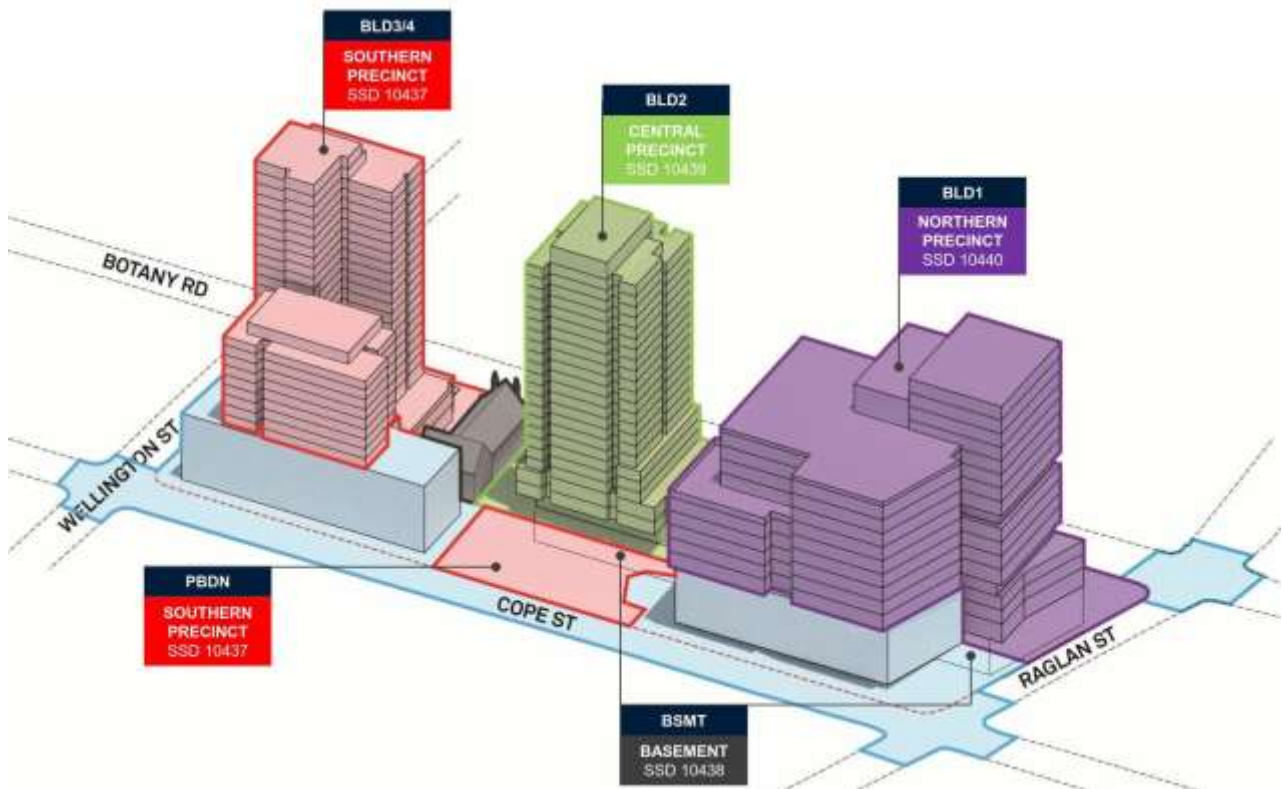 BLD3/4
SOUTHERN
PRECINCT
SSD 10437
BLD2
CENTRAL
PRECINCT
SSD 10439
BLD1
NORTHERN
PRECINCT
SSD 10440
BOTANY RD
WELLINGTON ST
PBDN
SOUTHERN
PRECINCT
SSD 10437
COPE ST
RAGLAN ST
BSMT
BASEMENT
SSD 10438